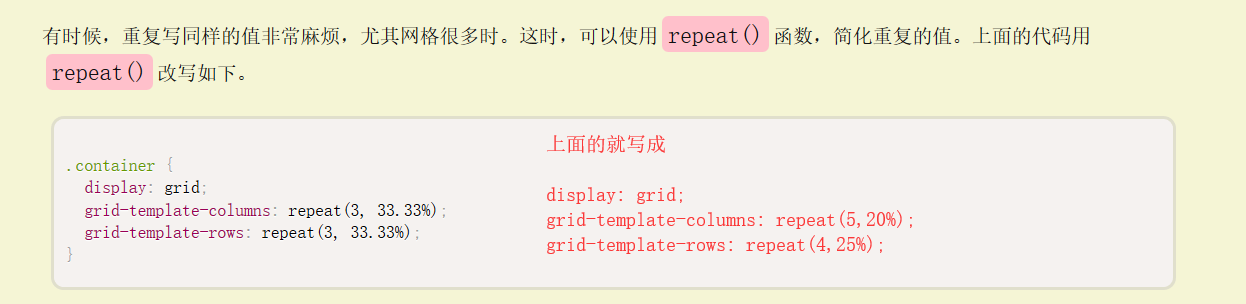 有时候，重复写同样的值非常麻烦，尤其网格很多时。这时，可以使用 repeat() 函数，简化重复的值。上面的代码用
repeat() 改写如下。
上面的就写成
.container {
display: grid;
grid-template-columns: repeat(3, 33.33%);
grid-template-rows: repeat(3, 33.33%);
}
display: grid;
grid-template-columns: repeat(5,20%);
grid-template-rows: repeat(4,25%);